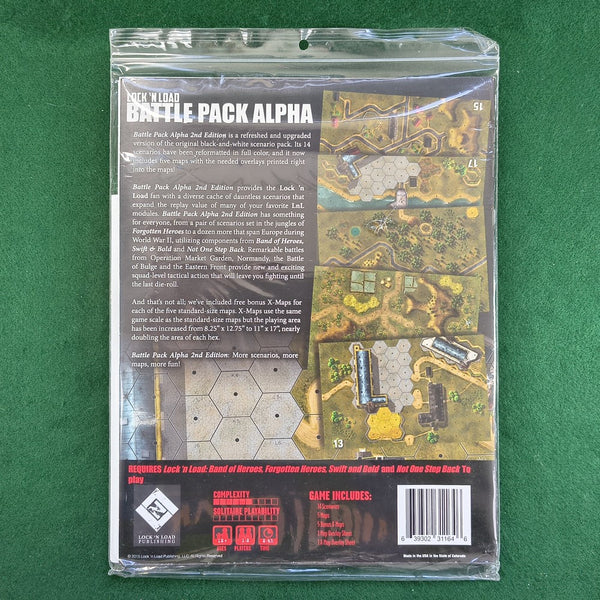 LOCK 'N LOAD
BATTLE PACK ALPHA
Battle Pack Alpha 2nd Edition is a refreshed and upgraded
version of the original black-and-white scenario pack. Its 14
scenarios have been reformatted in full color, and it now
includes five maps with the needed overlays printed right
into the maps!
Battle Pack Alpha 2nd Edition provides the Lock 'n
Load fan with a diverse cache of dauntless scenarios that
expand the replay value of many of your favorite LnL
modules. Battle Pack Alpha 2nd Edition has something
for everyone, from a pair of scenarios set in the jungles of
Forgotten Heroes to a dozen more that span Europe during
World War II, utilizing components from Band of Heroes,
Swift & Bold and Not One Step Back. Remarkable battles
from Operation Market Garden, Normandy, the Battle
of Bulge and the Eastern Front provide new and exciting
squad-level tactical action that will leave you fighting until
the last die-roll.
And that's not all; we've included free bonus X-Maps for
each of the five standard-size maps. X-Maps use the same
game scale as the standard-size maps but the playing area
has been increased from 8.25" x 12.75" to 11" x 17", nearly
doubling the area of each hex.
Battle Pack Alpha 2nd Edition: More scenarios, more
maps, more fun!
15
17
13
REQUIRES Lock 'n Load: Band of Heroes, Forgotten Heroes, Swift and Bold and Not One Step Back To
play
LOCK 'N LOAD
PUBLISHING
COMPLEXITY
SOLITAIRE PLAYABILITY
AGES
PLAYERS
TIME
GAME INCLUDES:
14 Scenarios
5 Maps
5 Bonus X-Maps
6 39302 31164 6
Made in the USA in the State of Colorado.